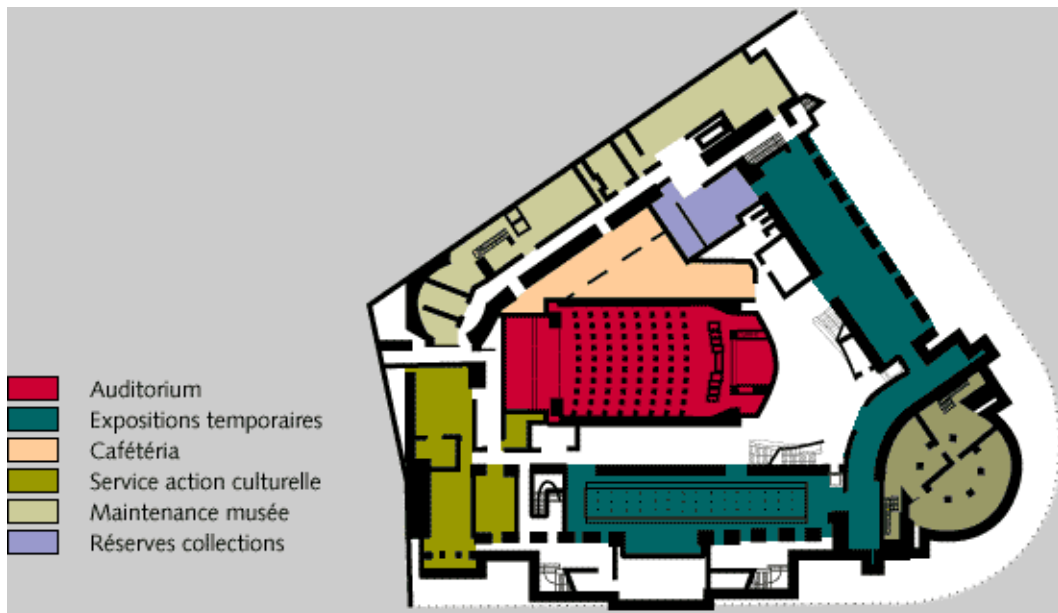 Auditorium
Expositions temporaires
Cafétéria
Service action culturelle
Maintenance musée
Réserves collections